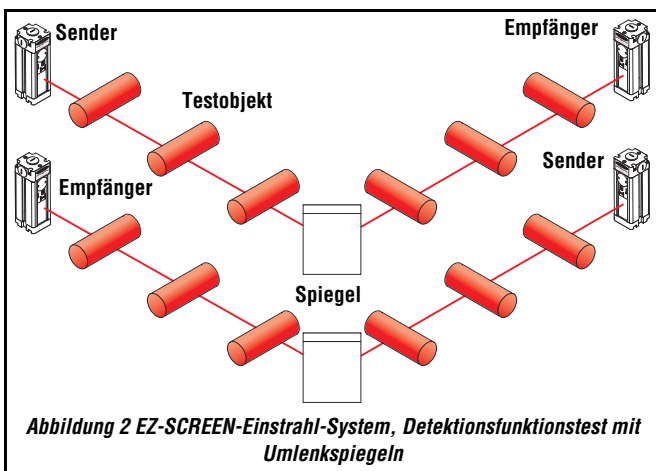 Sender
Empfänger
Testobjekt
Empfänger
Sender
Spiegel
Abbildung 2 EZ-SCREEN-Einstrahl-System, Detektionsfunktionstest mit
Umlenkspiegeln